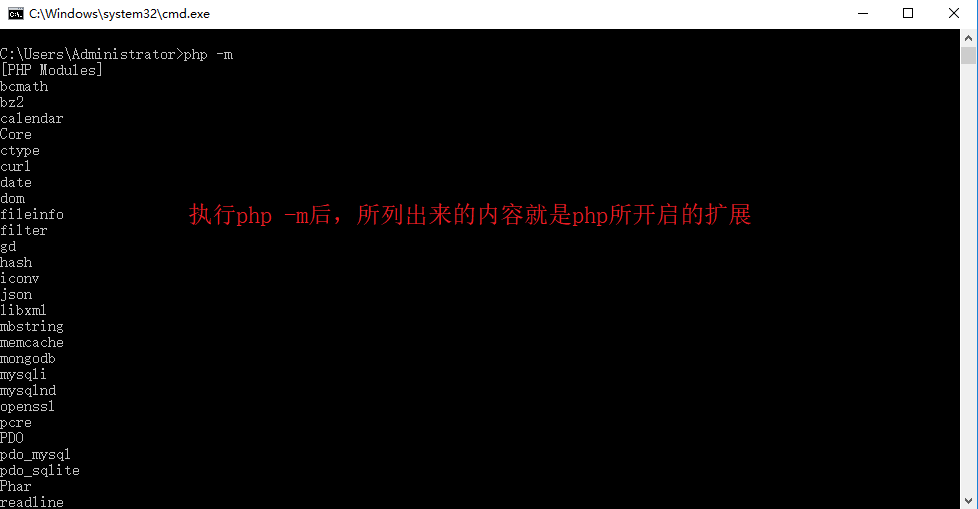 C:\Windows\system32\cmd.exe
C:\Users\Administrator>php -m
[PHP Modules]
bcmath
bz2
calendar
Core
ctype
curl
date
dom
fileinfo
执行php -m后，所列出来的内容就是php所开启的扩展
filter
gd
hash
iconv
json
libxml
mbstring
memcache
mongodb
mysqli
mysqlnd
openssl
pcre
PDO
pdo_mysql
pdo_sqlite
Phar
readline